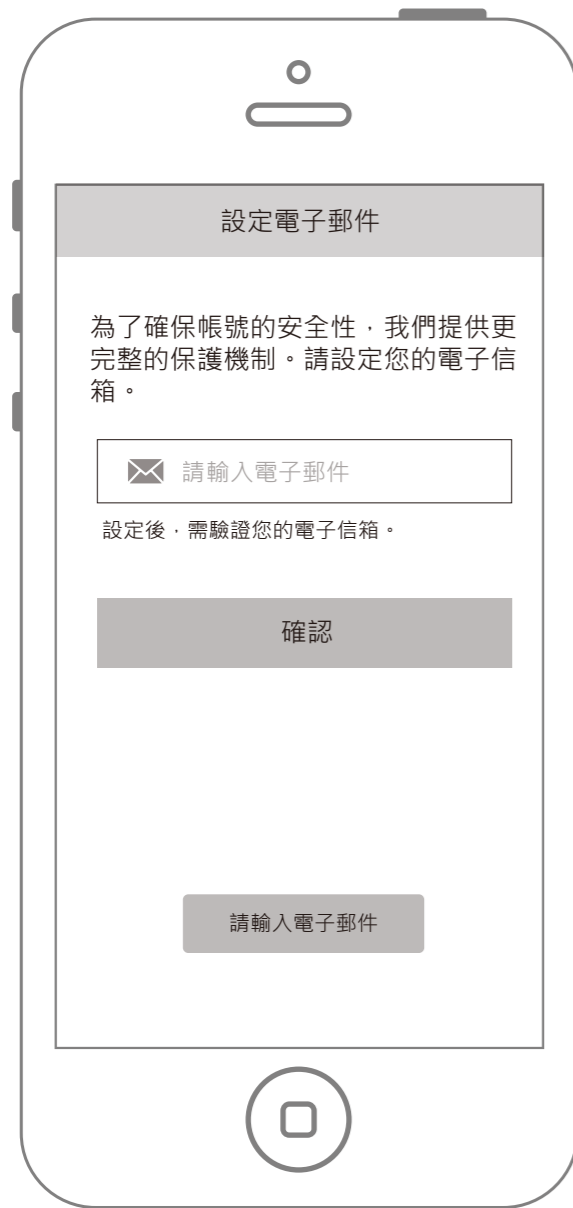 設定電子郵件
為了確保帳號的安全性，我們提供更
完整的保護機制。請設定您的電子信
箱。
請輸入電子郵件
設定後，需驗證您的電子信箱。
確認
請輸入電子郵件